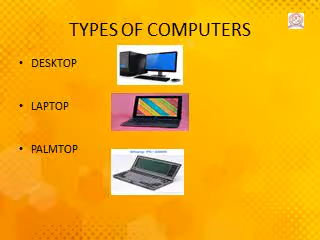 TYPES OF COMPUTERS
• DESKTOP
• LAPTOP
• PALMTOP